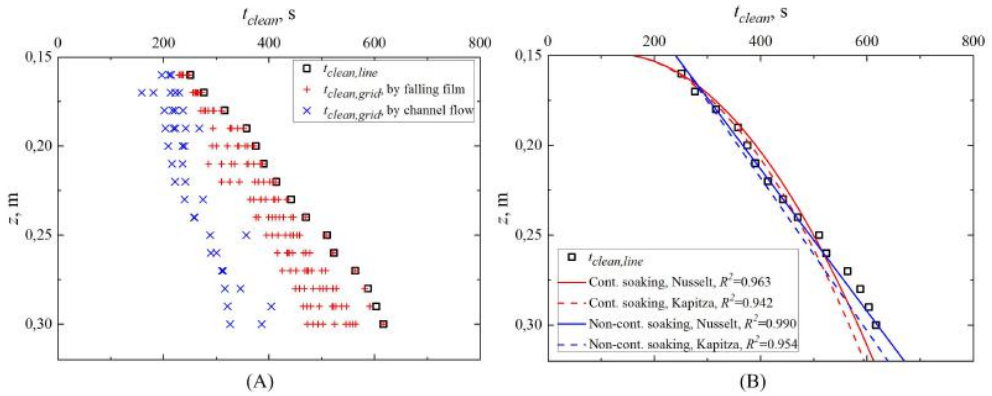 t_clean, s
0 200 400 600 800
0,15
0,20
0,25
0,30
z, m
t_clean,line
t_clean,grid, by falling film
t_clean,grid, by channel flow
(A)
t_clean, s
0 200 400 600 800
0,15
0,20
0,25
0,30
z, m
t_clean,line
Cont. soaking, Nusselt, R²=0.963
Cont. soaking, Kapitza, R²=0.942
Non-cont. soaking, Nusselt, R²=0.990
Non-cont. soaking, Kapitza, R²=0.954
(B)